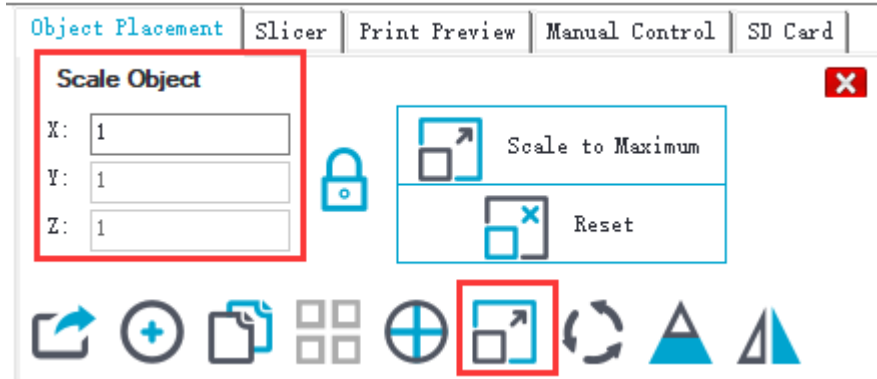 Object Placement Slicer Print Preview Manual Control SD Card
Scale Object
X: 1
Y: 1
Z: 1
Scale to Maximum
Reset